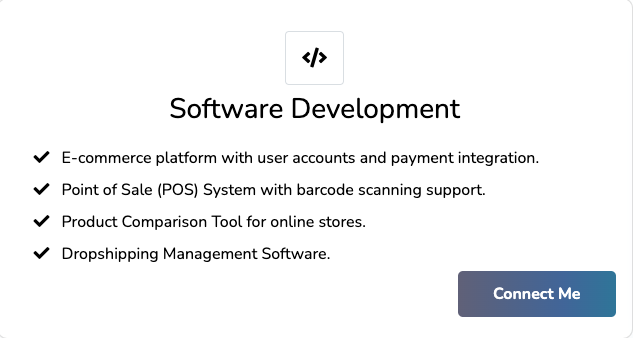 Software Development
E-commerce platform with user accounts and payment integration.
Point of Sale (POS) System with barcode scanning support.
Product Comparison Tool for online stores.
Dropshipping Management Software.
Connect Me